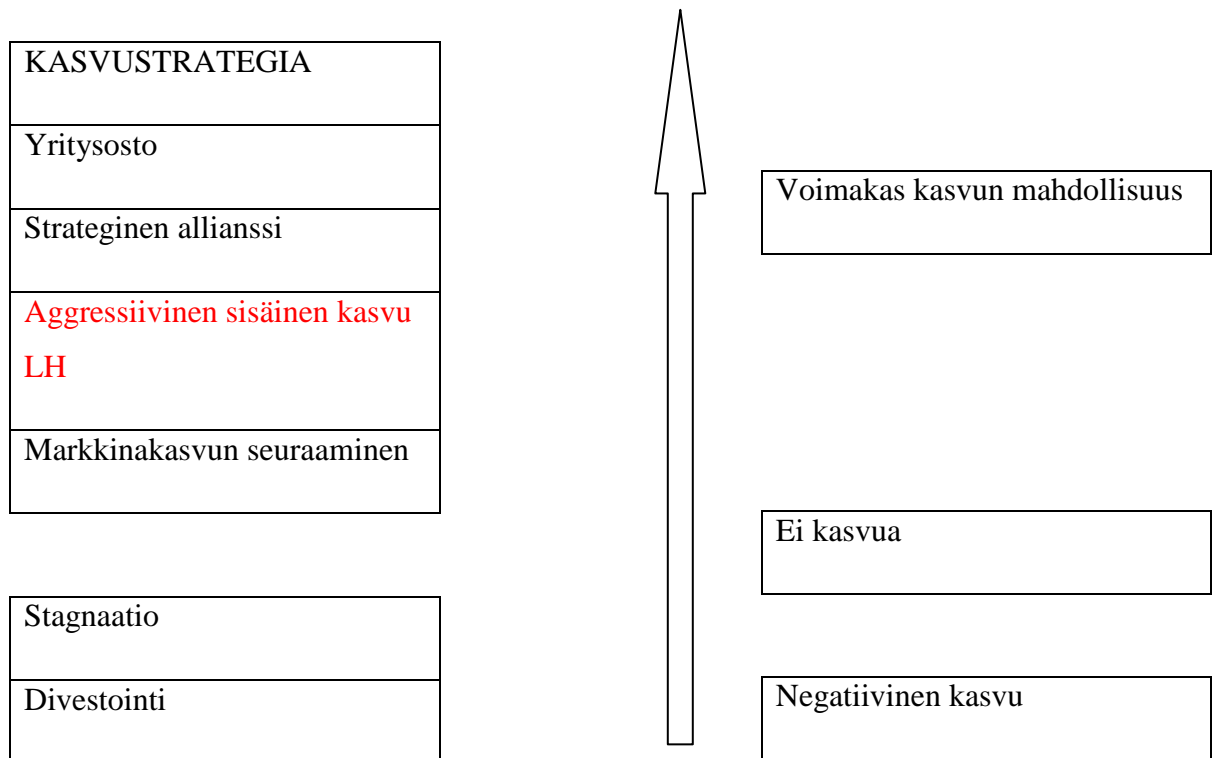 KASVUSTRATEGIA
Yritysosto
Strateginen allianssi
Aggressiivinen sisäinen kasvu
LH
Markkinakasvun seuraaminen
Stagnaatio
Divestointi
Voimakas kasvun mahdollisuus
Ei kasvua
Negatiivinen kasvu